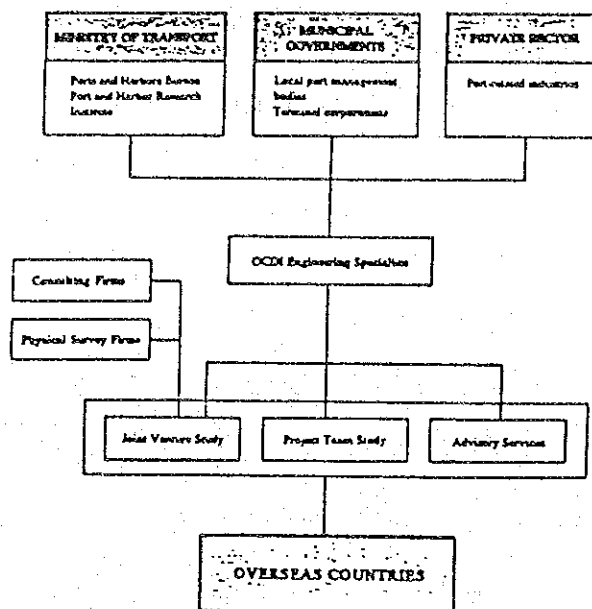 MINISTRY OF TRANSPORT
Ports and Harbors Bureau
Port and Harbor Research
Institute
MUNICIPAL
GOVERNMENTS
Local port management
bodies
Terminal corporations
PRIVATE SECTOR
Port-related industries
OCDI Engineering Specialists
Consulting Firms
Physical Survey Firms
Joint Venture Study
Project Team Study
Advisory Services
OVERSEAS COUNTRIES